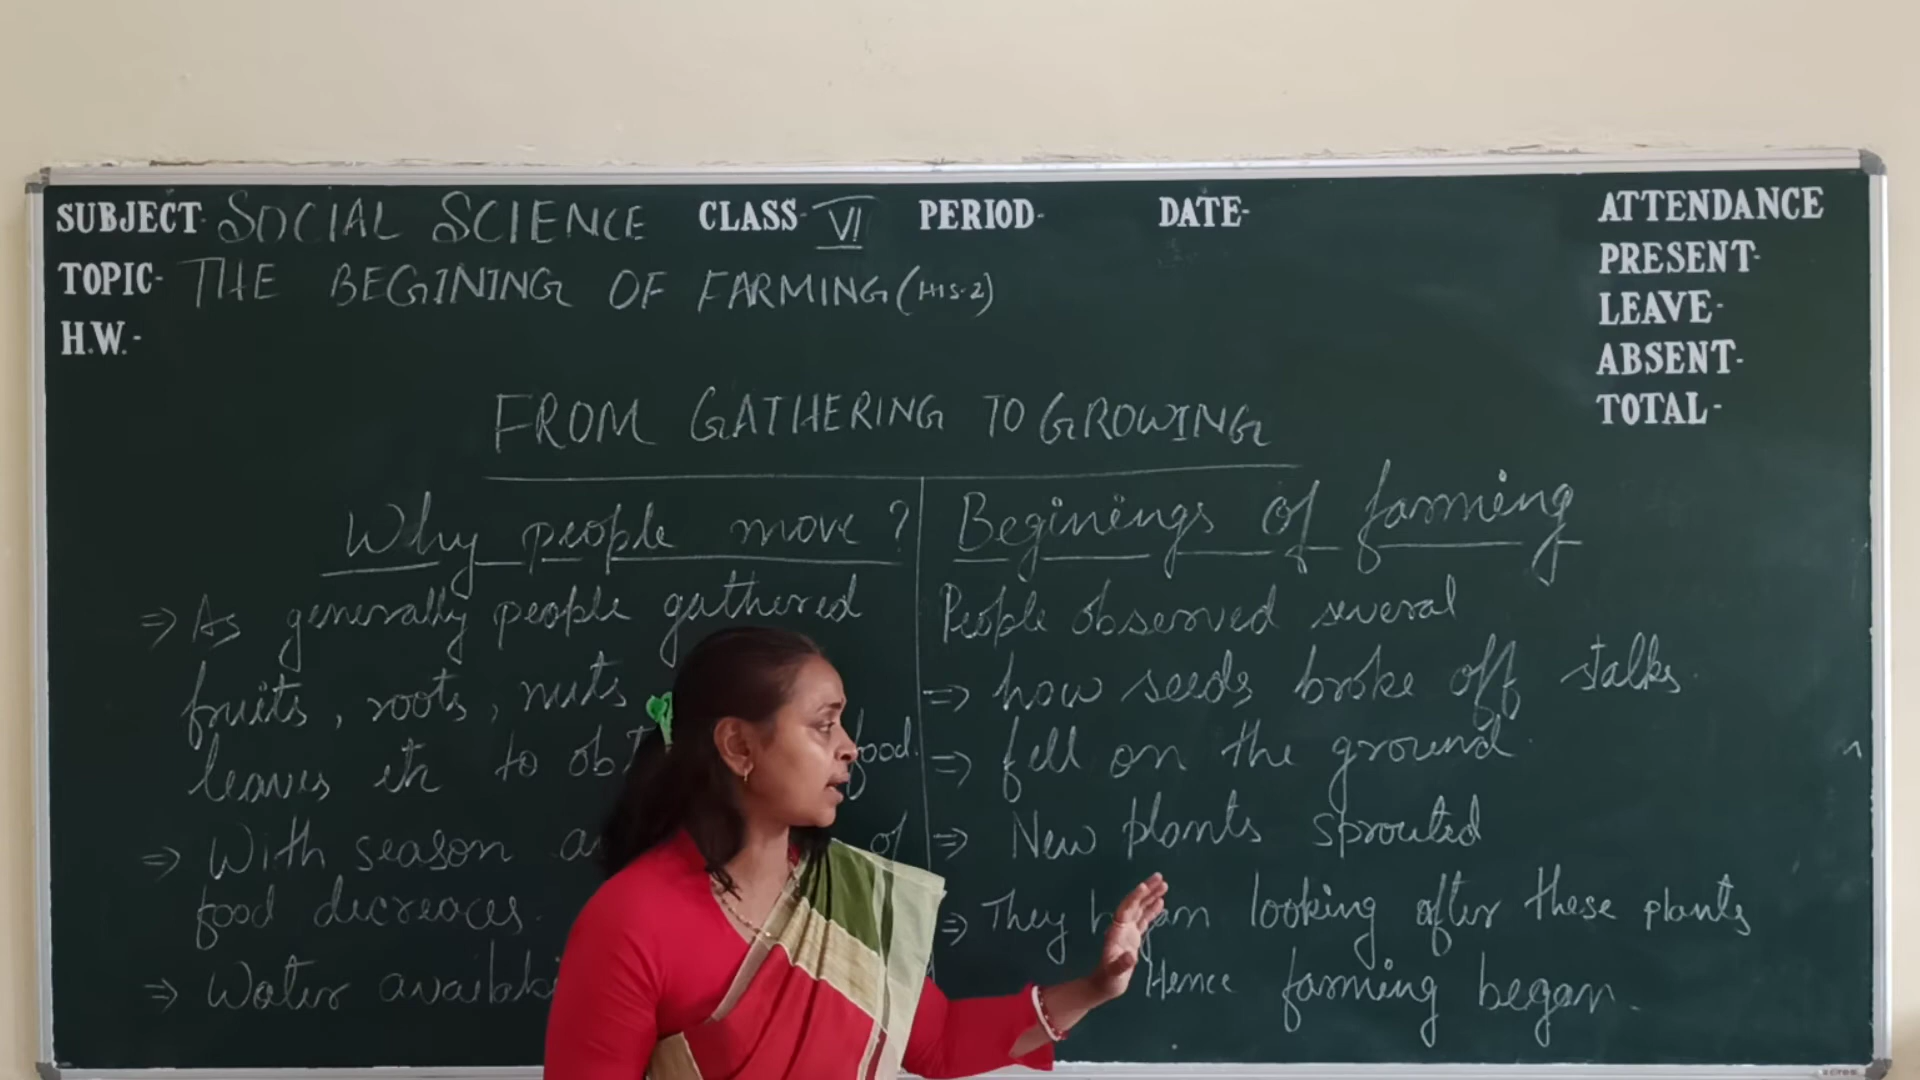 SUBJECT- SOCIAL SCIENCE CLASS- VI PERIOD- DATE-
TOPIC- THE BEGINING OF FARMING (HIS-2)
H.W.-
ATTENDANCE
PRESENT-
LEAVE-
ABSENT-
TOTAL-
FROM GATHERING TO GROWING
Why people move?
⇒ As generally people gathered
fruits, roots, nuts
leaves etc to food.
⇒ With season of
food decreaces.
⇒ Water
Beginings of farming
People observed several
⇒ how seeds broke off stalks.
⇒ fell on the ground.
⇒ New plants sprouted
⇒ They began looking after these plants
Hence farming began.